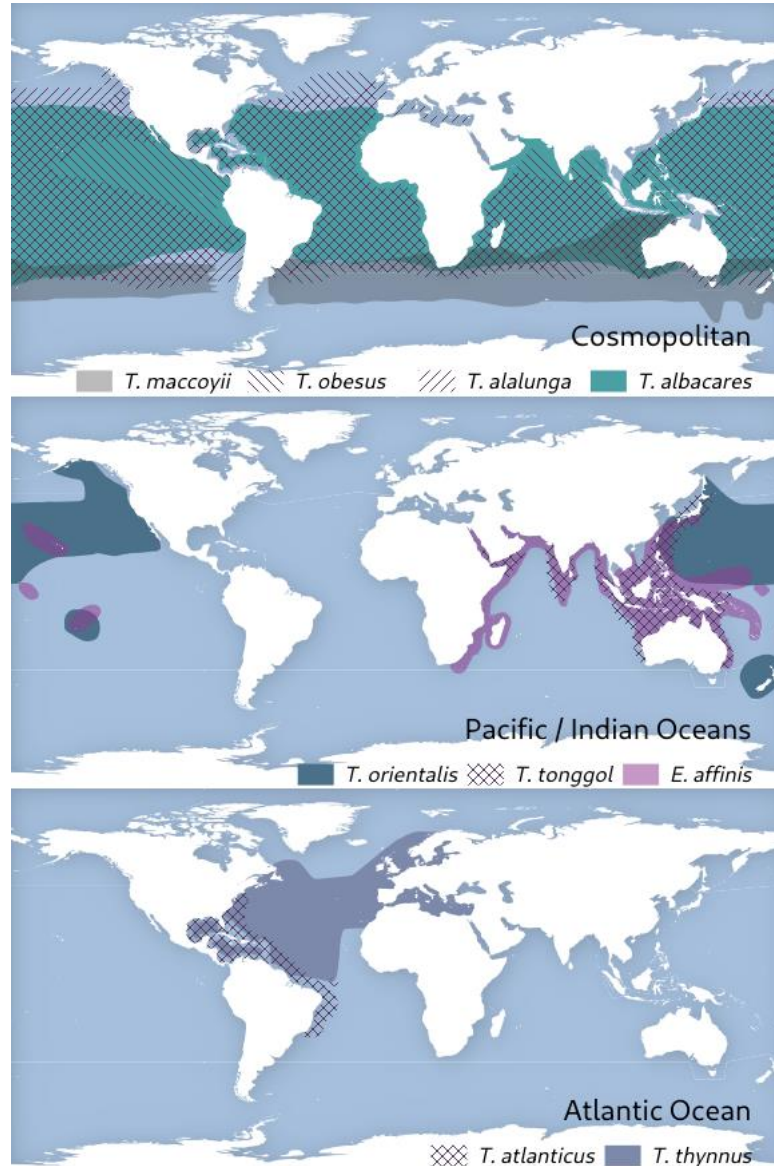 Cosmopolitan
T. maccoyii T. obesus T. alalunga T. albacares
Pacific / Indian Oceans
T. orientalis T. tonggol E. affinis
Atlantic Ocean
T. atlanticus T. thynnus